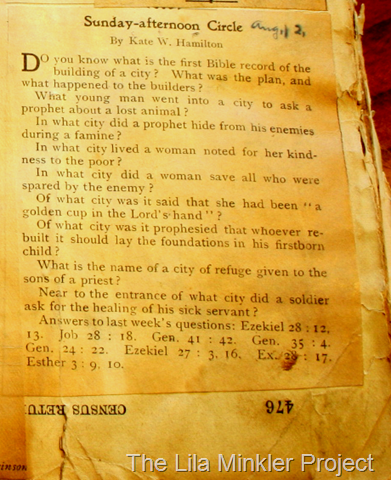 Sunday-afternoon Circle Aug. 2,
By Kate W. Hamilton
DO you know what is the first Bible record of the
building of a city? What was the plan, and
what happened to the builders?
What young man went into a city to ask a
prophet about a lost animal?
In what city did a prophet hide from his enemies
during a famine?
In what city lived a woman noted for her kind-
ness to the poor?
In what city did a woman save all who were
spared by the enemy?
Of what city was it said that she had been "a
golden cup in the Lord's hand"?
Of what city was it prophesied that whoever re-
built it should lay the foundations in his firstborn
child?
What is the name of a city of refuge given to the
sons of a priest?
Near to the entrance of what city did a soldier
ask for the healing of his sick servant?
Answers to last week's questions: Ezekiel 28 : 12,
13. Job 28 : 18. Gen. 41 : 42. Gen. 35 : 4.
Gen. 24 : 22. Ezekiel 27 : 3, 16. Ex. 28 : 17.
Esther 3 : 9, 10.
476
CENSUS RETU
inson
The Lila Minkler Project